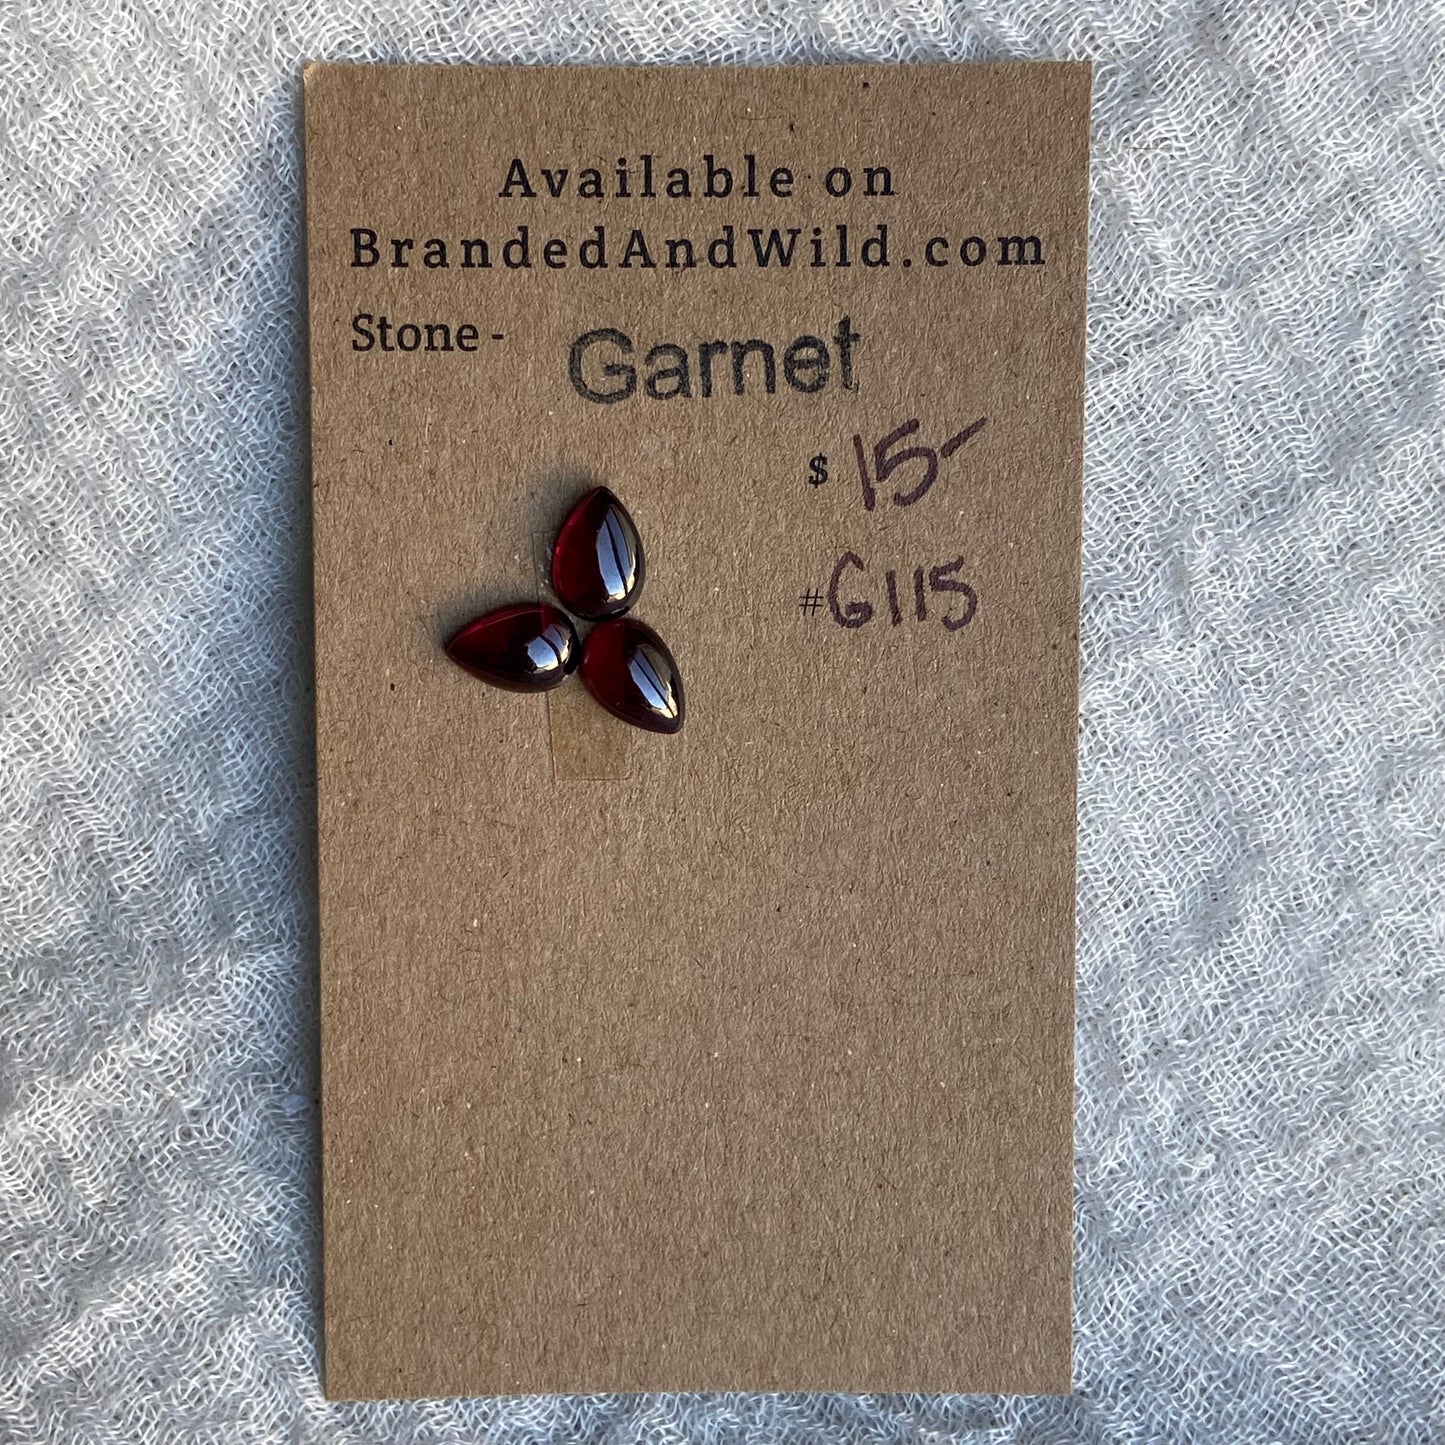 Available on
BrandedAndWild.com
Stone - Garnet
$ 15-
#G115